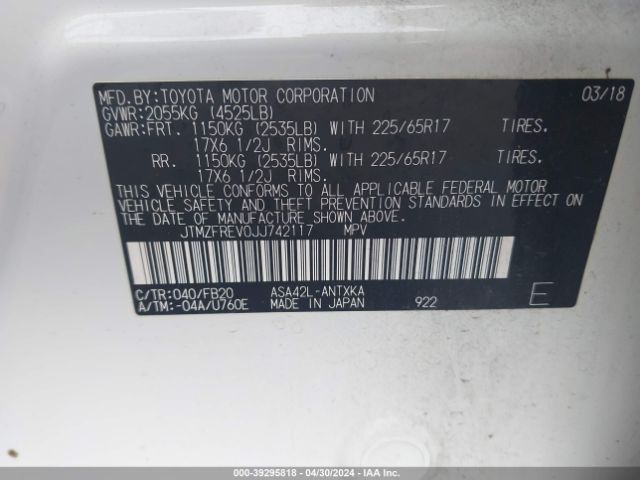 MFD.BY:TOYOTA MOTOR CORPORATION 03/18
GVWR:2055KG (4525LB)
GAWR:FRT. 1150KG (2535LB) WITH 225/65R17 TIRES.
17X6 1/2J RIMS.
RR. 1150KG (2535LB) WITH 225/65R17 TIRES.
17X6 1/2J RIMS.
THIS VEHICLE CONFORMS TO ALL APPLICABLE FEDERAL MOTOR
VEHICLE SAFETY AND THEFT PREVENTION STANDARDS IN EFFECT ON
THE DATE OF MANUFACTURE SHOWN ABOVE.
JTMZFREV0JJ742117 MPV
C/TR:040/FB20 ASA42L-ANTXKA
A/TM:-04A/U760E MADE IN JAPAN 922 E
000-39295818 - 04/30/2024 - IAA Inc.